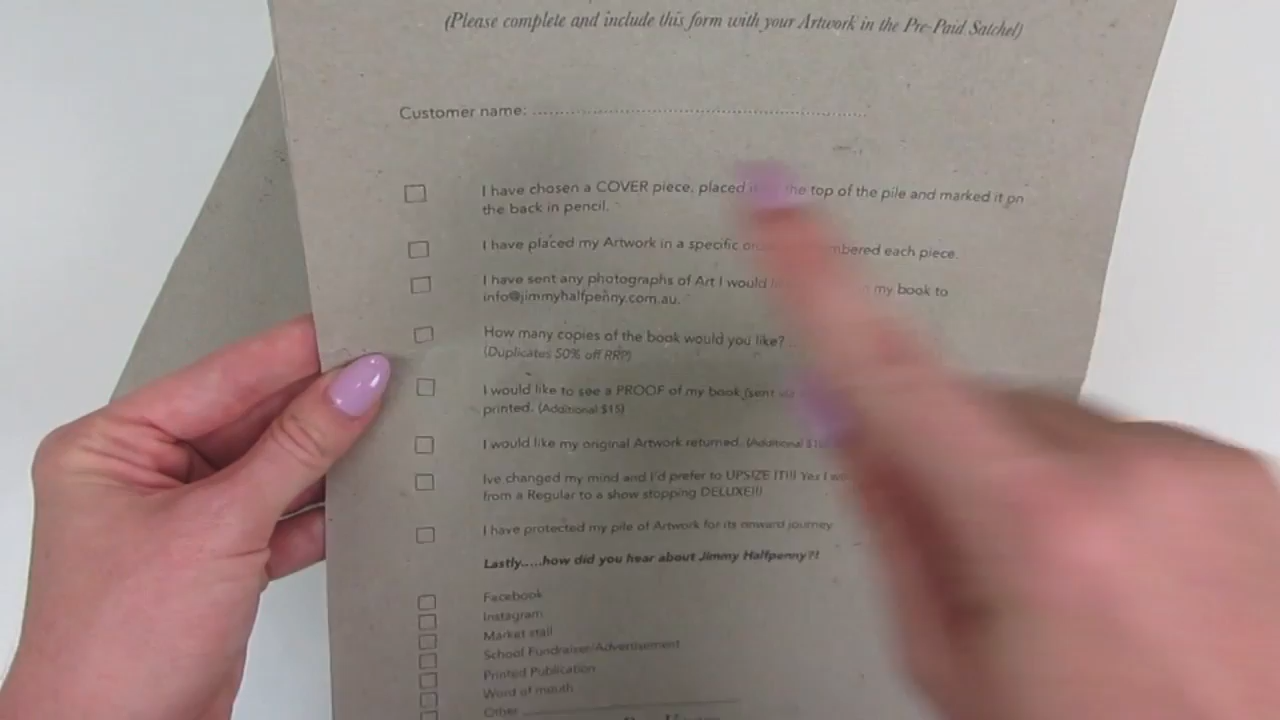 (Please complete and include this form with your Artwork in the Pre-Paid Satchel)
Customer name:
I have chosen a COVER piece, placed the top of the pile and marked it on
the back in pencil.
I have placed my Artwork in a specific each piece.
I have sent any photographs of Art I would my book to
info@jimmyhalfpenny.com.au.
How many copies of the book would you like?
(Duplicates 50% off RRP)
I would like to see a PROOF of my book (sent
printed. (Additional $15)
I would like my original Artwork returned. (Additional
Ive changed my mind and I'd prefer to UPSIZE IT!!! Yes I
from a Regular to a show stopping DELUXE!!!
I have protected my pile of Artwork for its onward journey
Lastly.....how did you hear about Jimmy Halfpenny?!
Facebook
Instagram
Market stall
School Fundraiser/Advertisement
Printed Publication
Word of mouth
Other